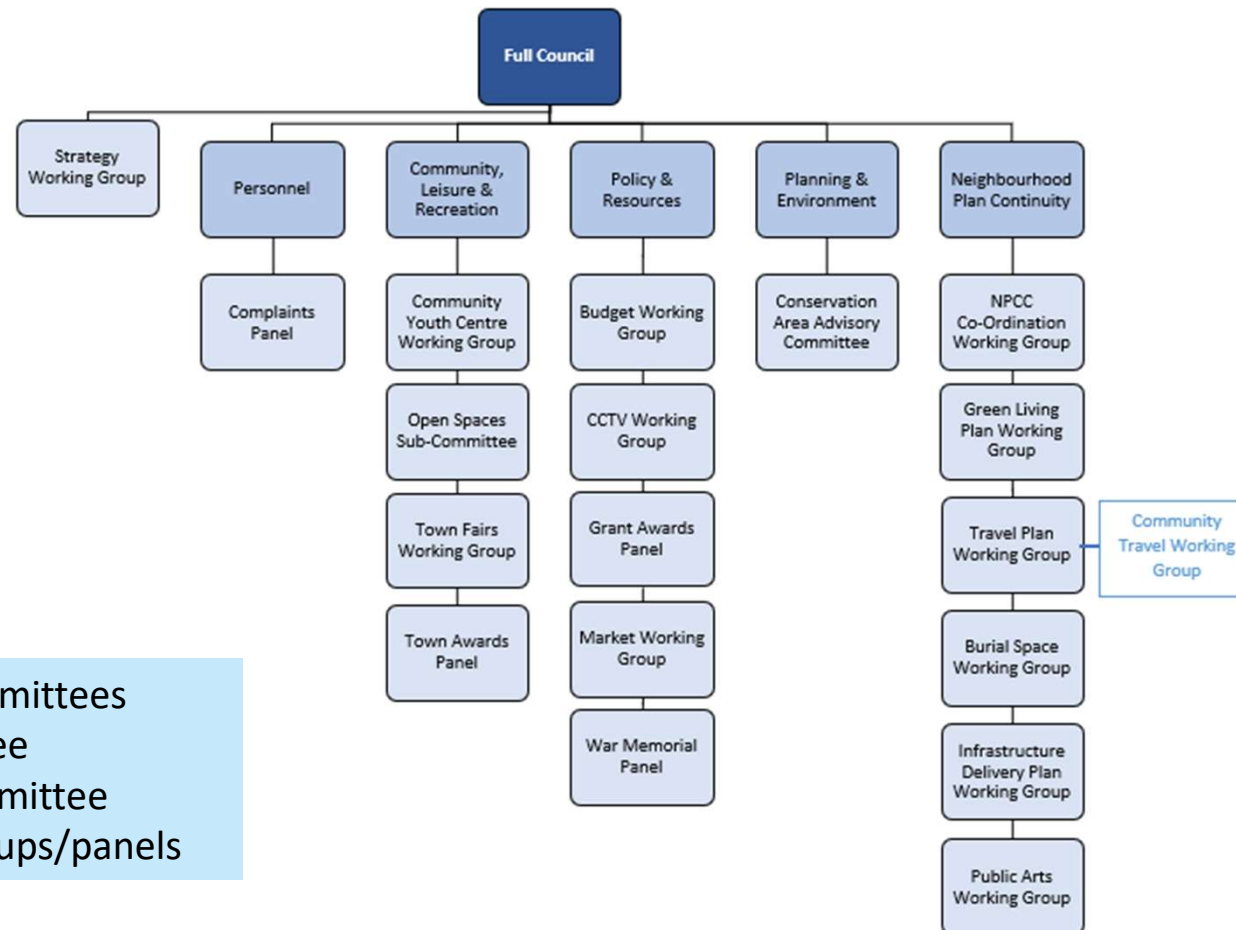 Full Council
Strategy
Working Group
Personnel
Community,
Leisure &
Recreation
Policy &
Resources
Planning &
Environment
Neighbourhood
Plan Continuity
Complaints
Panel
Community
Youth Centre
Working Group
Budget Working
Group
Conservation
Area Advisory
Committee
NPCC
Co-Ordination
Working Group
Open Spaces
Sub-Committee
CCTV Working
Group
Green Living
Plan Working
Group
Town Fairs
Working Group
Grant Awards
Panel
Travel Plan
Working Group
Community
Travel Working
Group
Town Awards
Panel
Market Working
Group
Burial Space
Working Group
War Memorial
Panel
Infrastructure
Delivery Plan
Working Group
Public Arts
Working Group
mittees
ee
mittee
ups/panels